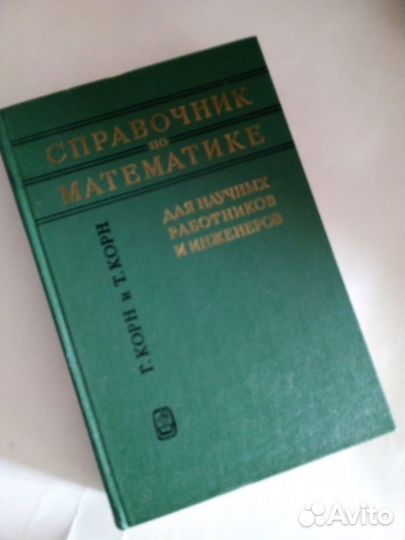 СПРАВОЧНИК
ПО
МАТЕМАТИКЕ
ДЛЯ НАУЧНЫХ
РАБОТНИКОВ
И ИНЖЕНЕРОВ
Г. КОРН и Т. КОРН
Avito